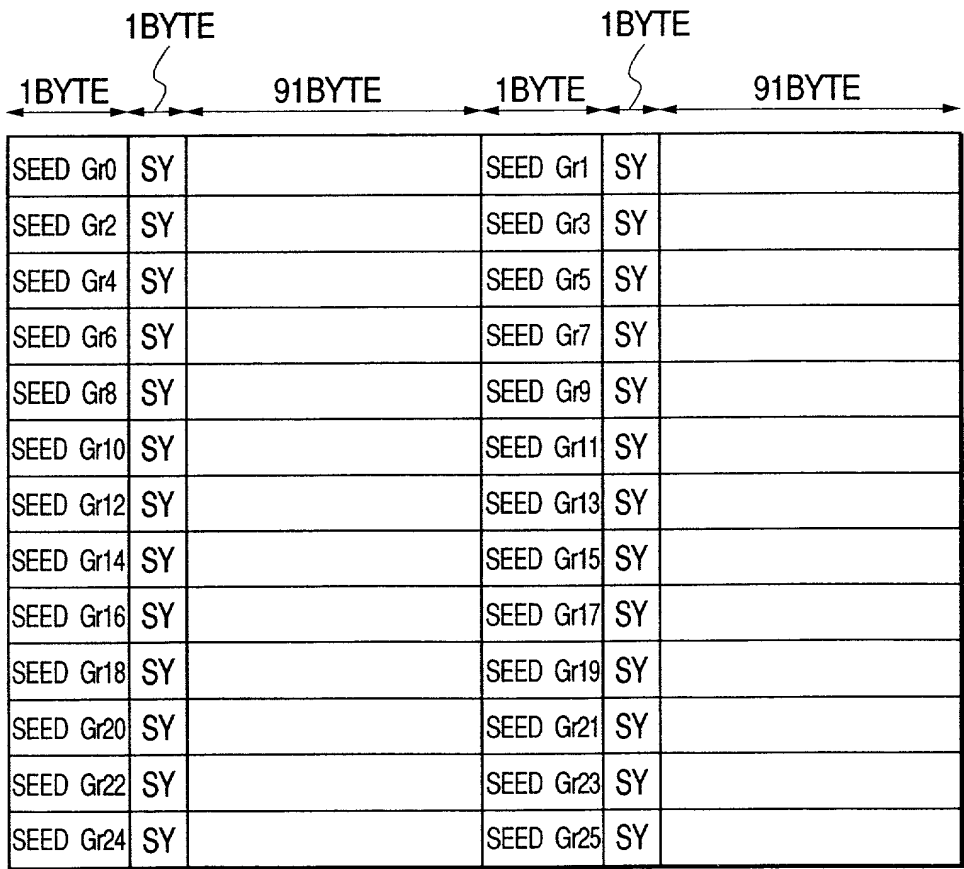 1BYTE 1BYTE
1BYTE 91BYTE 1BYTE 91BYTE
SEED Gr0 SY SEED Gr1 SY
SEED Gr2 SY SEED Gr3 SY
SEED Gr4 SY SEED Gr5 SY
SEED Gr6 SY SEED Gr7 SY
SEED Gr8 SY SEED Gr9 SY
SEED Gr10 SY SEED Gr11 SY
SEED Gr12 SY SEED Gr13 SY
SEED Gr14 SY SEED Gr15 SY
SEED Gr16 SY SEED Gr17 SY
SEED Gr18 SY SEED Gr19 SY
SEED Gr20 SY SEED Gr21 SY
SEED Gr22 SY SEED Gr23 SY
SEED Gr24 SY SEED Gr25 SY